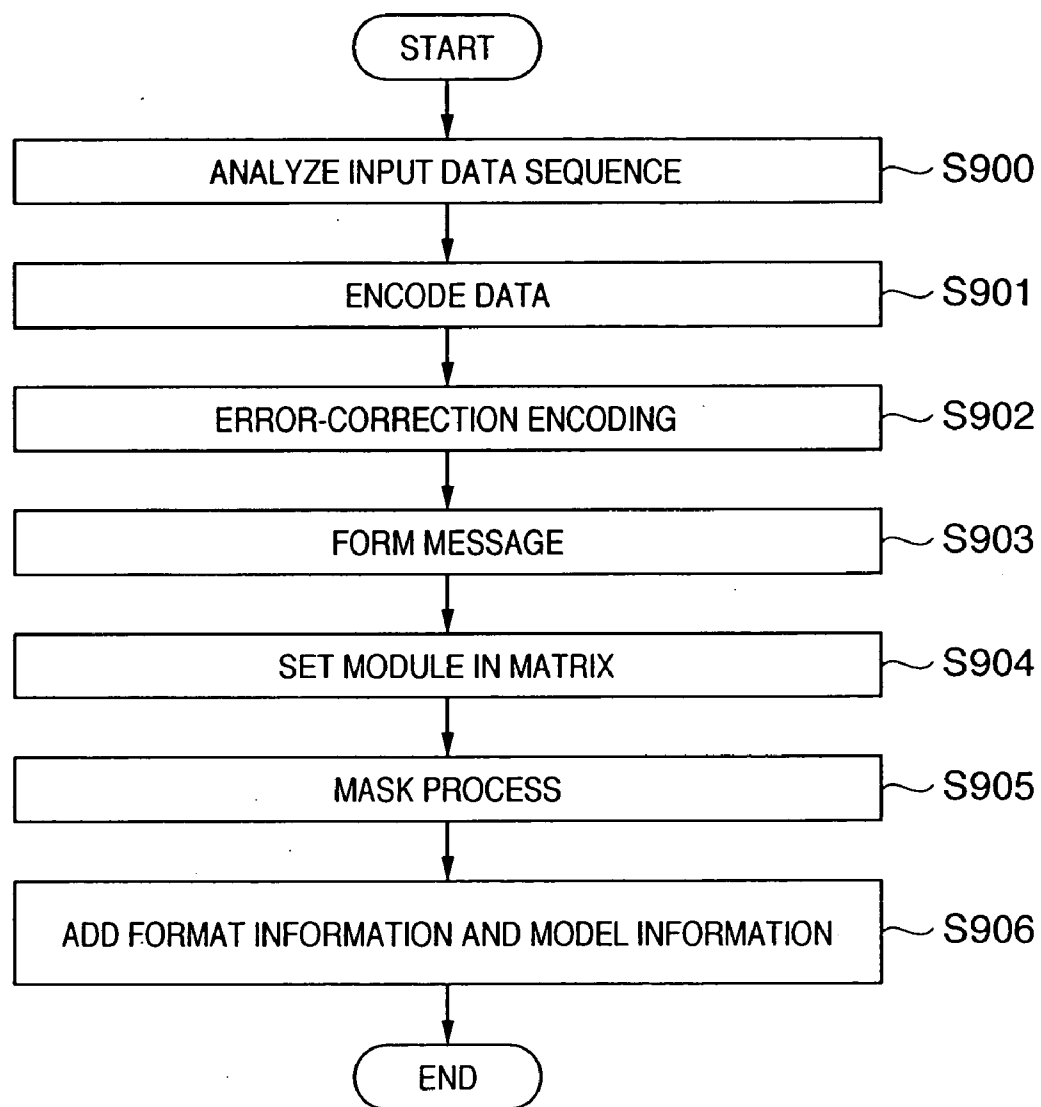 START
ANALYZE INPUT DATA SEQUENCE
S900
ENCODE DATA
S901
ERROR-CORRECTION ENCODING
S902
FORM MESSAGE
S903
SET MODULE IN MATRIX
S904
MASK PROCESS
S905
ADD FORMAT INFORMATION AND MODEL INFORMATION
S906
END